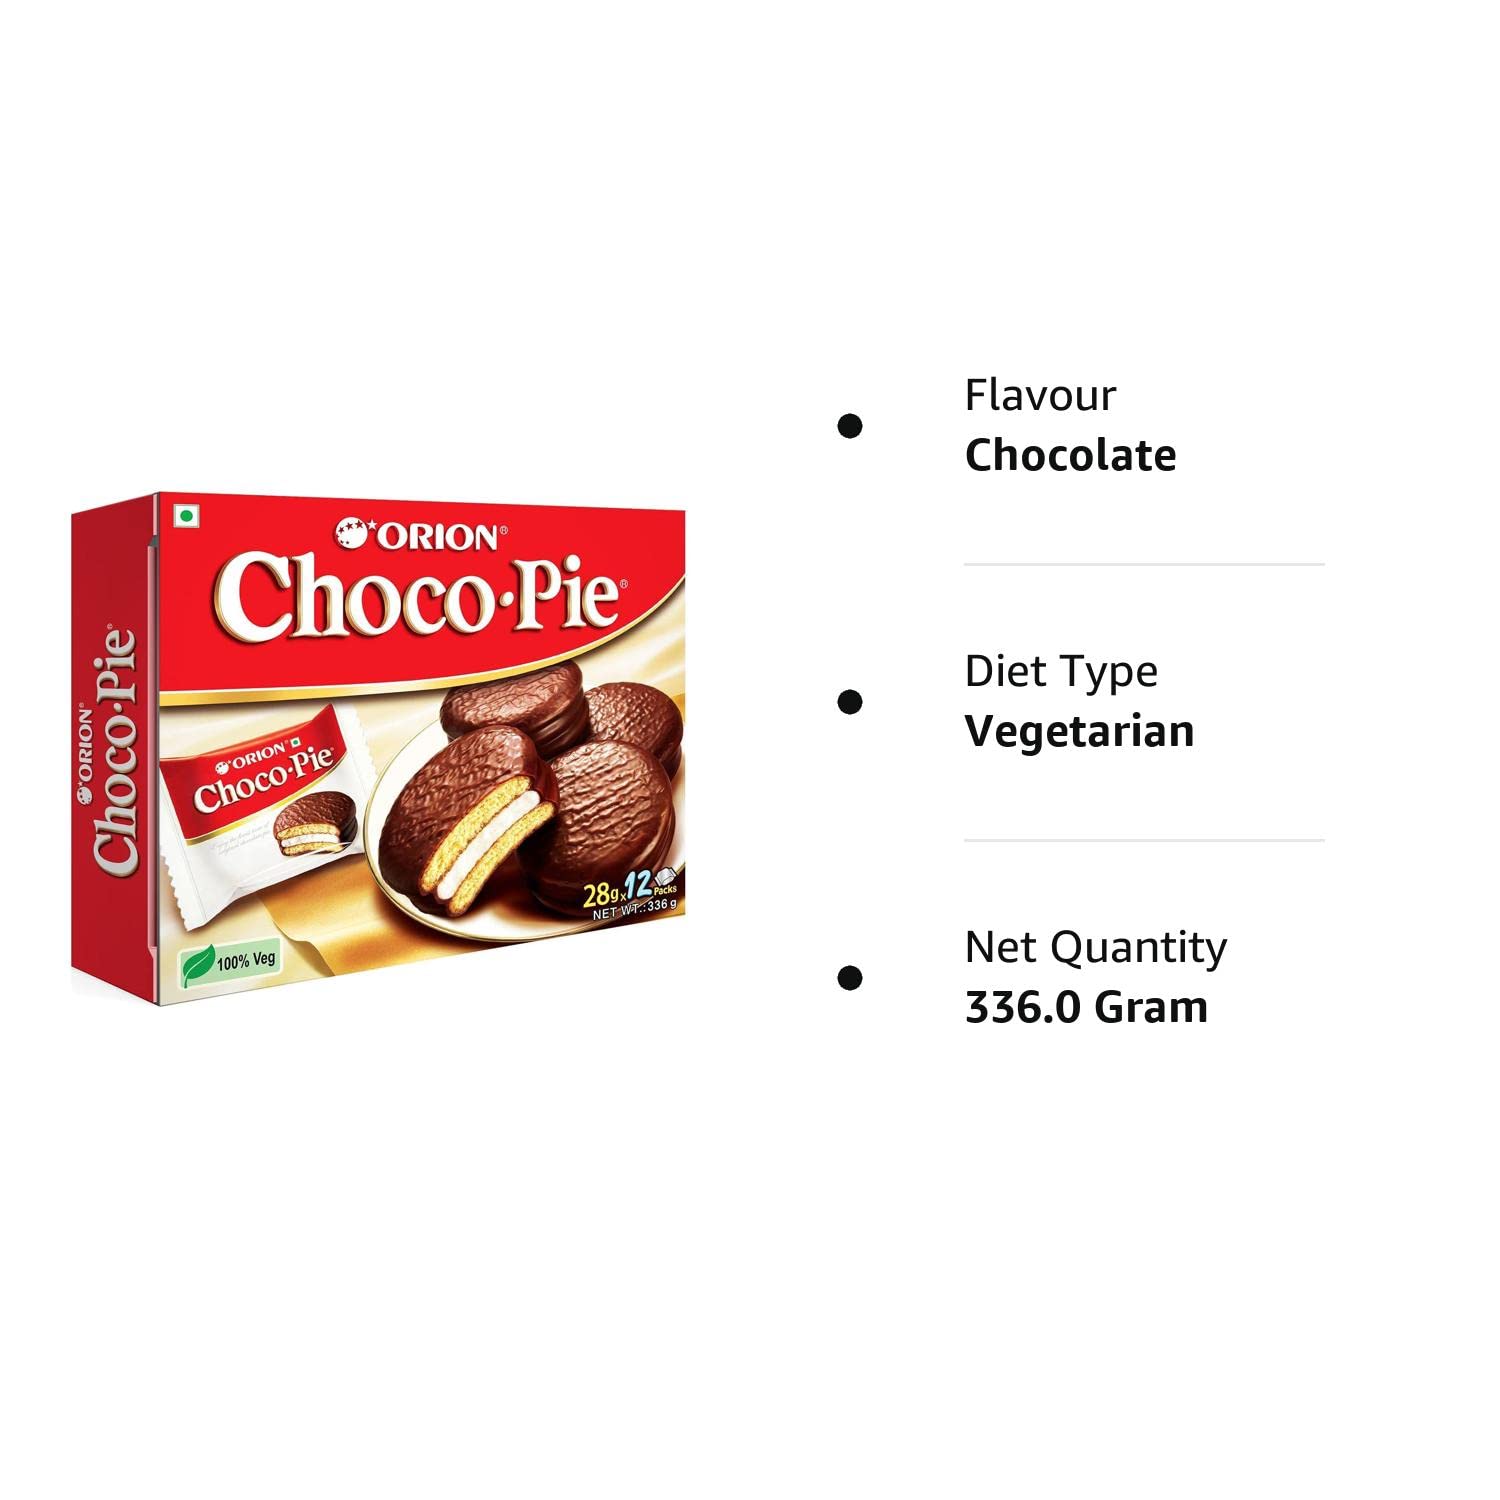 ORION®
Choco·Pie®
ORION®
Choco·Pie®
ORION®
Choco·Pie®
28g x 12 Packs
NET WT.: 336 g
100% Veg
Flavour
Chocolate
Diet Type
Vegetarian
Net Quantity
336.0 Gram